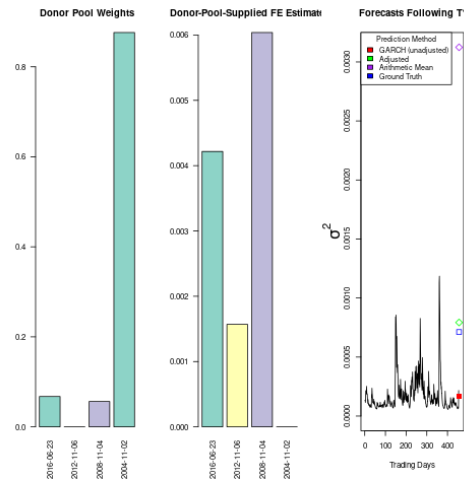 Donor Pool Weights
0.8
0.6
0.4
0.2
0.0
2016-06-23
2012-11-06
2008-11-04
2004-11-02
Donor-Pool-Supplied FE Estimate
0.006
0.005
0.004
0.003
0.002
0.001
0.000
2016-06-23
2012-11-06
2008-11-04
2004-11-02
Forecasts Following T*
Prediction Method
GARCH (unadjusted)
Adjusted
Arithmetic Mean
Ground Truth
σ²
0.0030
0.0025
0.0020
0.0015
0.0010
0.0005
0.0000
0 100 200 300 400
Trading Days